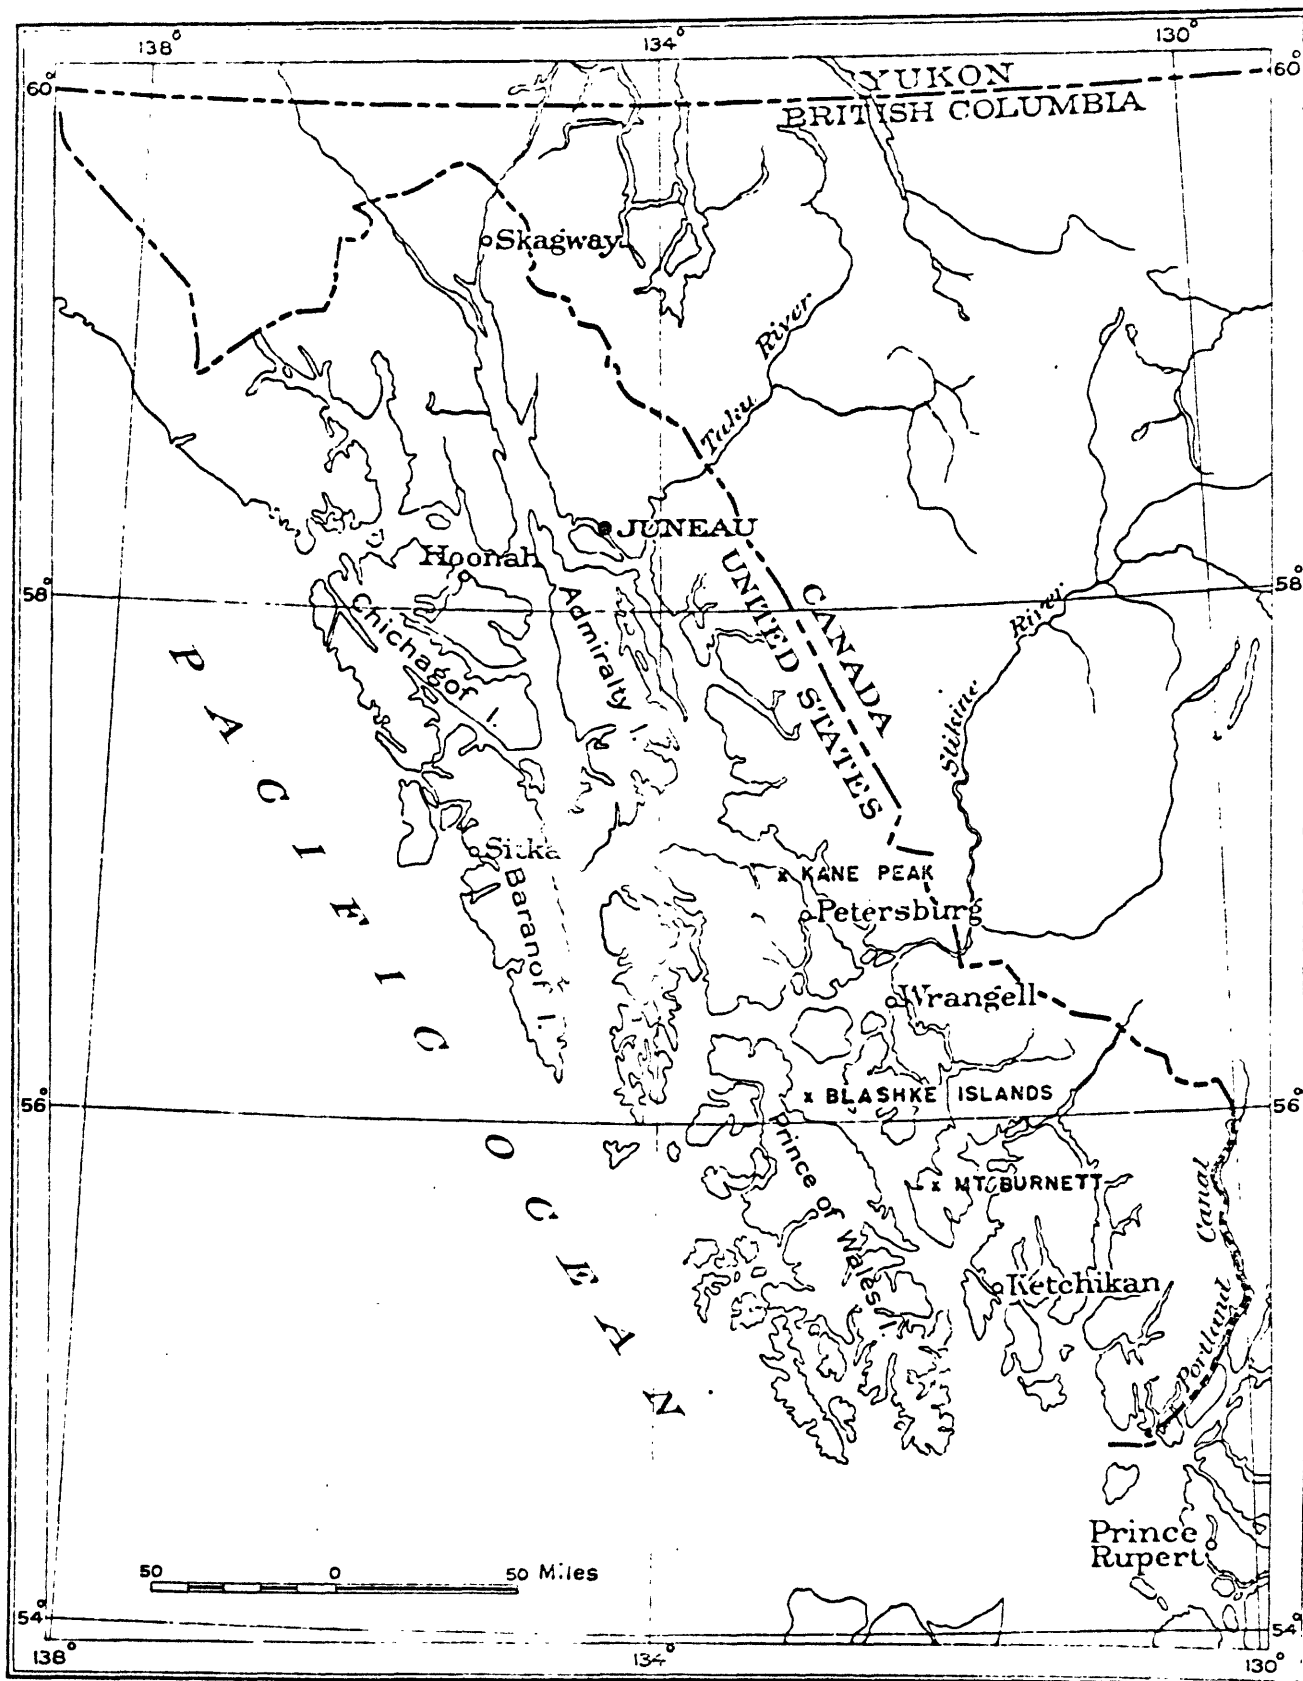 138°
134°
130°
60°
60°
YUKON
BRITISH COLUMBIA
Skagway
Taku River
JUNEAU
Hoonah
58°
58°
CANADA
UNITED STATES
Chichagof I.
Admiralty I.
Stikine River
PACIFIC OCEAN
Sitka
Baranof I.
x KANE PEAK
Petersburg
Wrangell
56°
56°
x BLASHKE ISLANDS
Prince of Wales I.
x MT. BURNETT
Ketchikan
Portland Canal
Prince
Rupert
50 0 50 Miles
54°
54°
138°
134°
130°